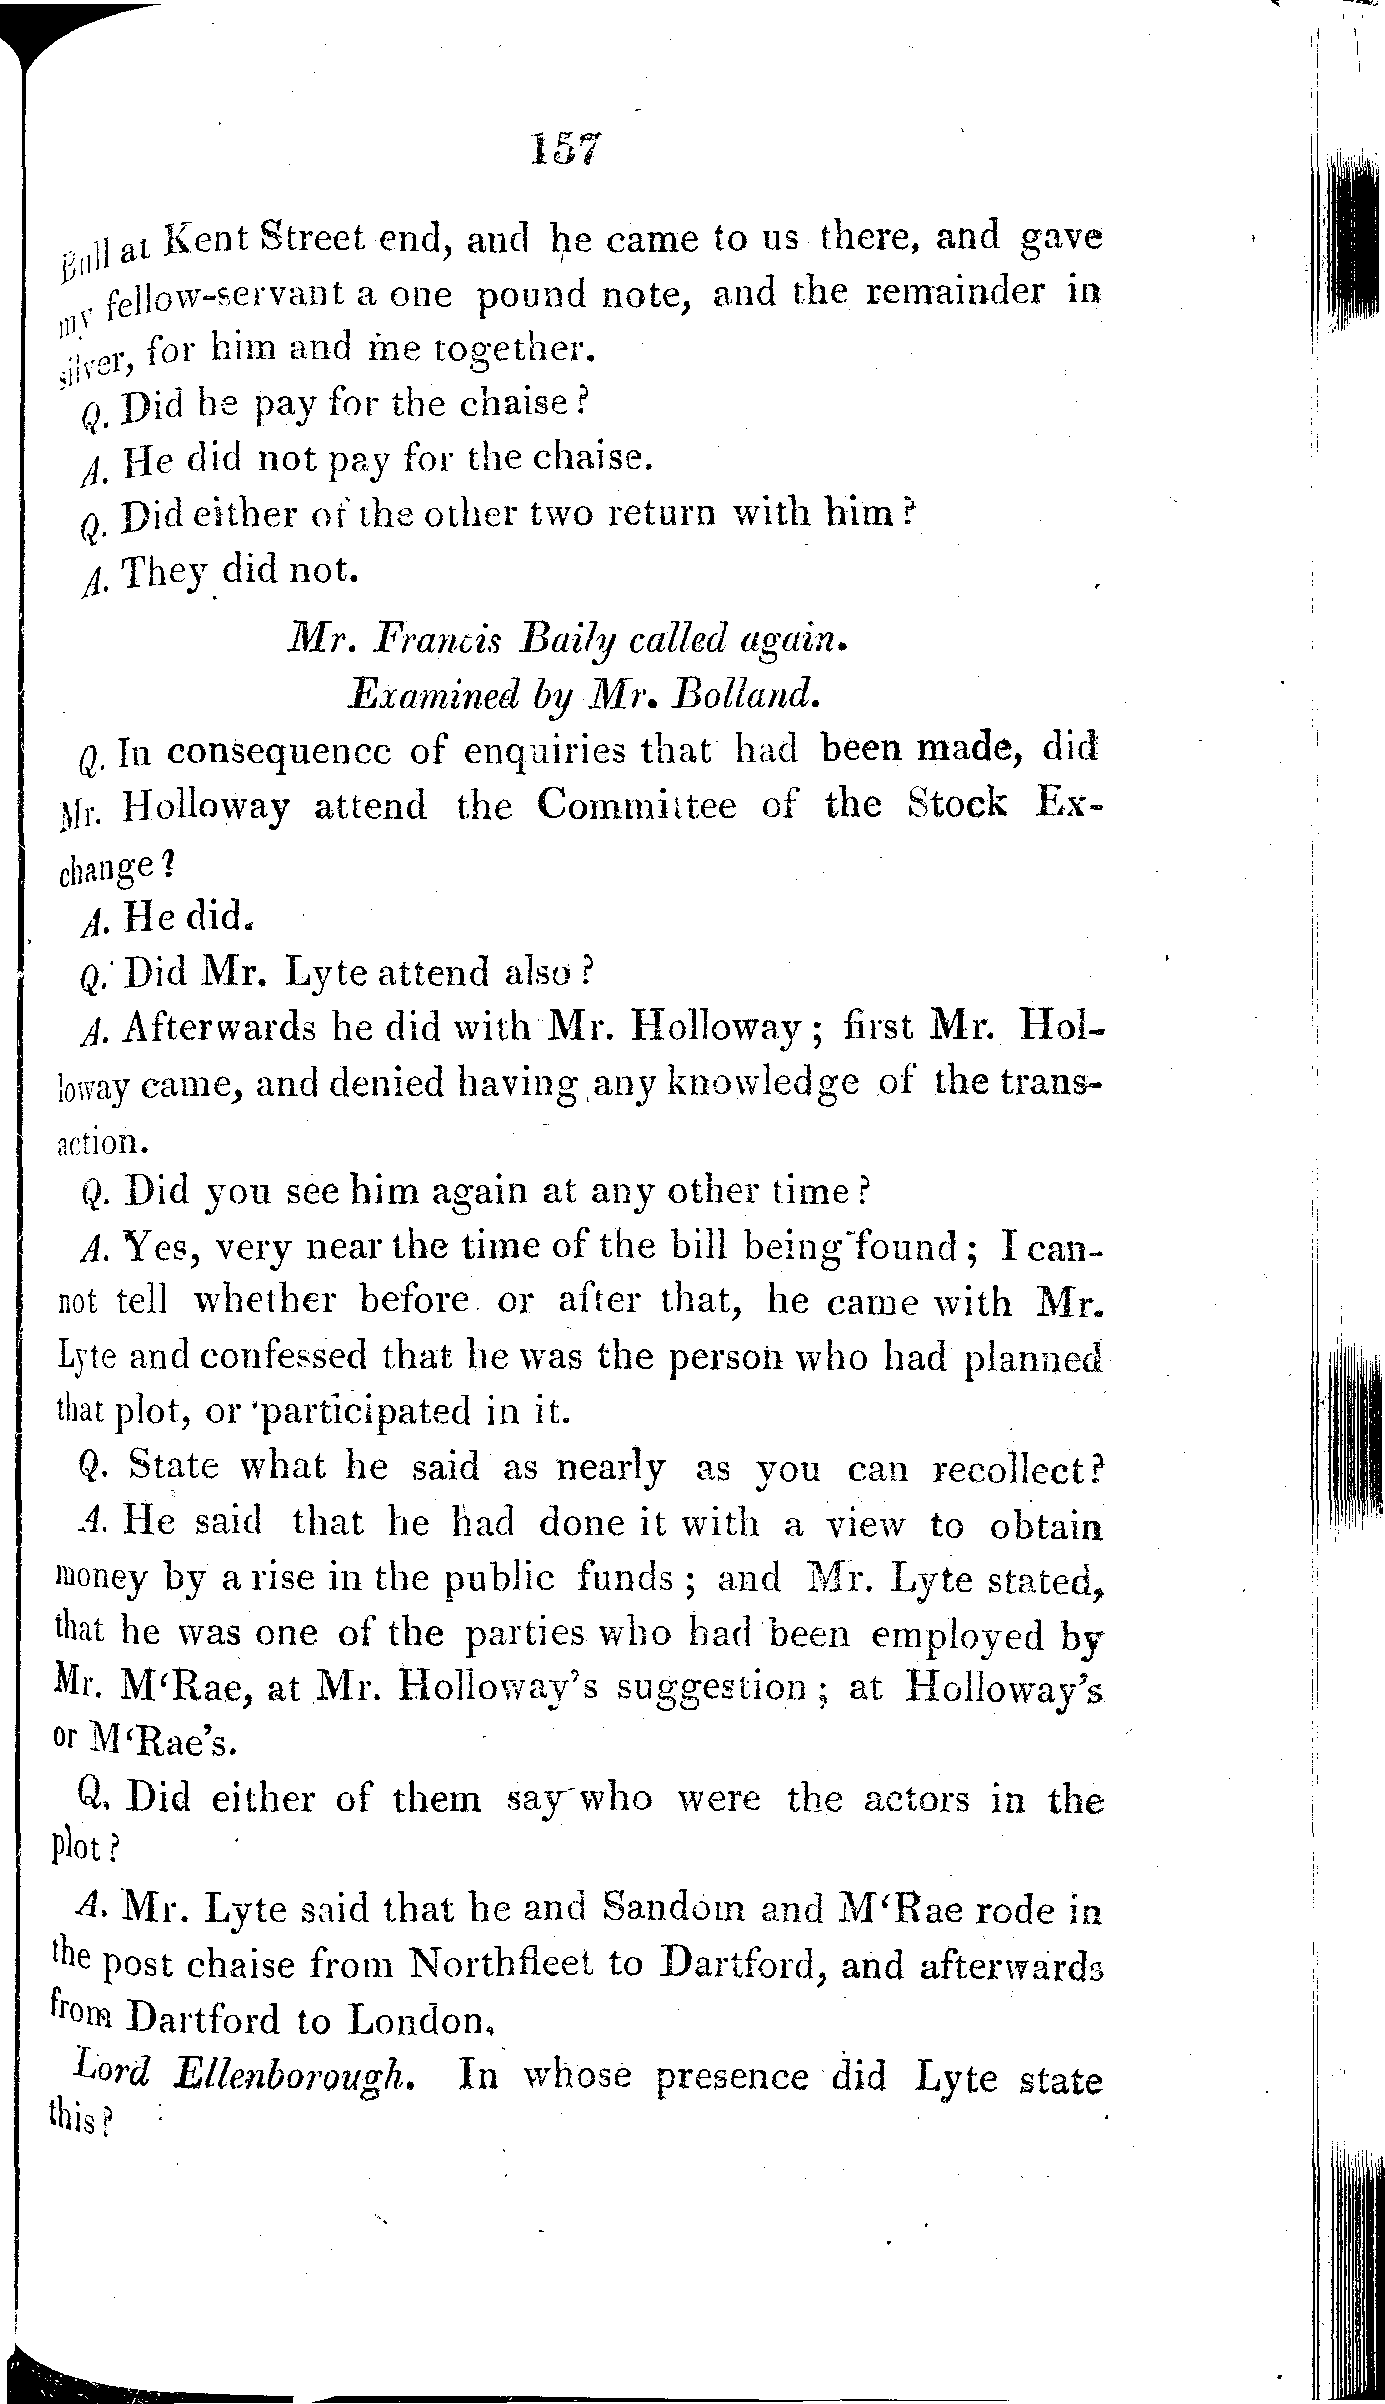 157
Bull at Kent Street end, and he came to us there, and gave
my fellow-servant a one pound note, and the remainder in
silver, for him and me together.
Q. Did he pay for the chaise?
A. He did not pay for the chaise.
Q. Did either of the other two return with him?
A. They did not.
Mr. Francis Baily called again.
Examined by Mr. Bolland.
Q. In consequence of enquiries that had been made, did
Mr. Holloway attend the Committee of the Stock Ex-
change?
A. He did.
Q. Did Mr. Lyte attend also?
A. Afterwards he did with Mr. Holloway; first Mr. Hol-
loway came, and denied having any knowledge of the trans-
action.
Q. Did you see him again at any other time?
A. Yes, very near the time of the bill being found; I can-
not tell whether before or after that, he came with Mr.
Lyte and confessed that he was the person who had planned
that plot, or participated in it.
Q. State what he said as nearly as you can recollect?
A. He said that he had done it with a view to obtain
money by a rise in the public funds; and Mr. Lyte stated,
that he was one of the parties who had been employed by
Mr. M‘Rae, at Mr. Holloway's suggestion; at Holloway's
or M‘Rae's.
Q. Did either of them say who were the actors in the
plot?
A. Mr. Lyte said that he and Sandom and M‘Rae rode in
the post chaise from Northfleet to Dartford, and afterwards
from Dartford to London.
Lord Ellenborough. In whose presence did Lyte state
this?